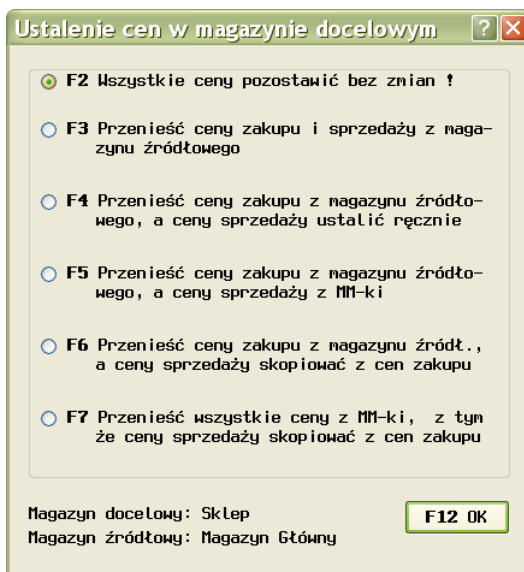 Ustalenie cen w magazynie docelowym
F2 Wszystkie ceny pozostawić bez zmian !
F3 Przenieść ceny zakupu i sprzedaży z maga-
zynu źródłowego
F4 Przenieść ceny zakupu z magazynu źródło-
wego, a ceny sprzedaży ustalić ręcznie
F5 Przenieść ceny zakupu z magazynu źródło-
wego, a ceny sprzedaży z MM-ki
F6 Przenieść ceny zakupu z magazynu źródł.,
a ceny sprzedaży skopiować z cen zakupu
F7 Przenieść wszystkie ceny z MM-ki, z tym
że ceny sprzedaży skopiować z cen zakupu
Magazyn docelowy: Sklep
F12 OK
Magazyn źródłowy: Magazyn Główny